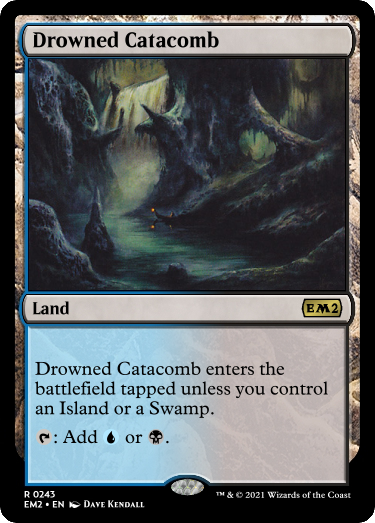 Drowned Catacomb
Land
EM2
Drowned Catacomb enters the
battlefield tapped unless you control
an Island or a Swamp.
: Add or .
R 0243
EM2 • EN Dave Kendall
™ & © 2021 Wizards of the Coast